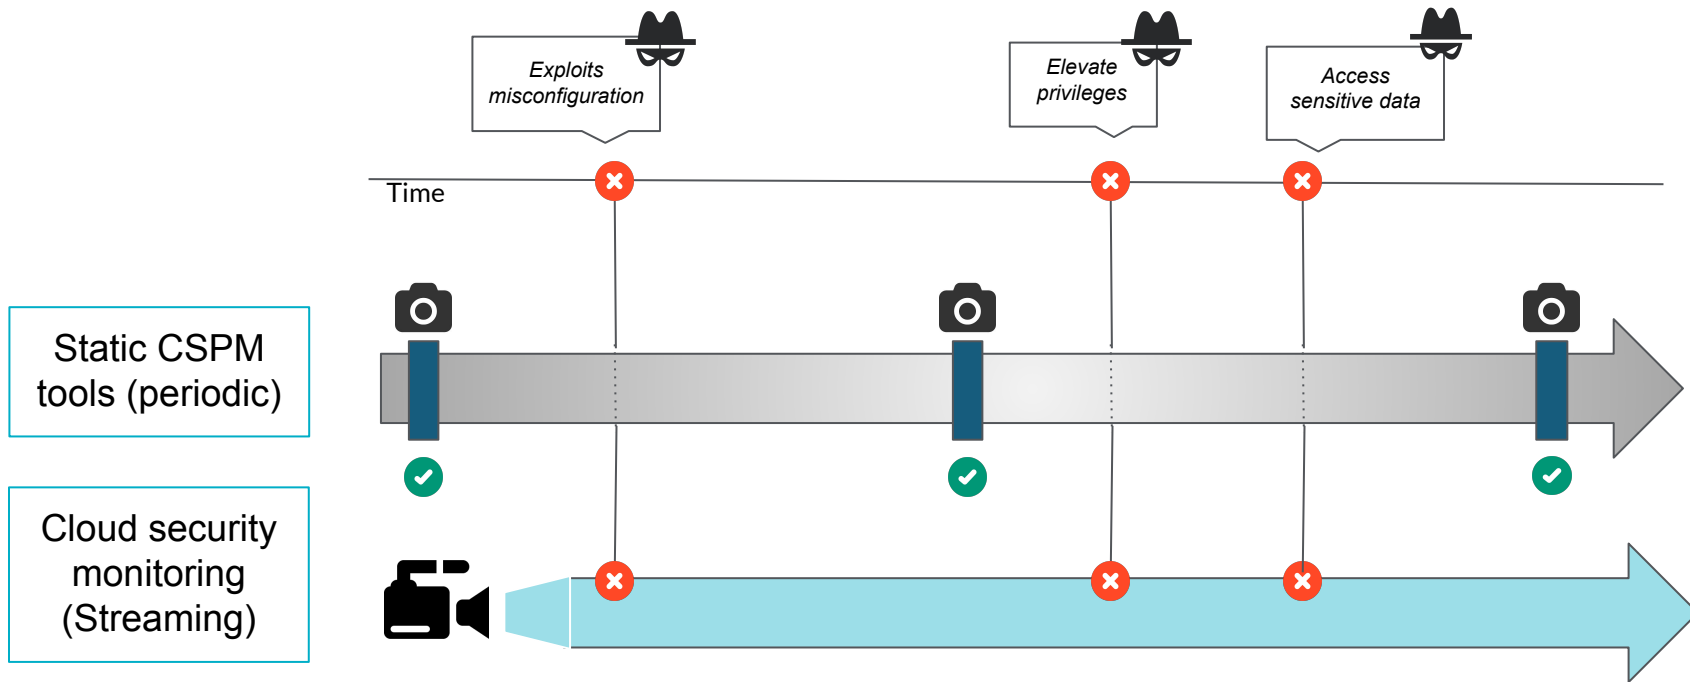 Exploits
misconfiguration
Elevate
privileges
Access
sensitive data
Time
Static CSPM
tools (periodic)
Cloud security
monitoring
(Streaming)